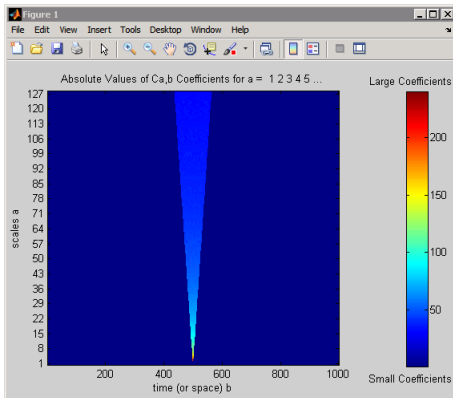 Figure 1
File Edit View Insert Tools Desktop Window Help
Absolute Values of Ca,b Coefficients for a = 1 2 3 4 5 ...
Large Coefficients
127
120
113
106
99
92
85
78
71
64
57
50
43
36
29
22
15
8
1
scales a
200
150
100
50
200 400 600 800 1000
time (or space) b
Small Coefficients